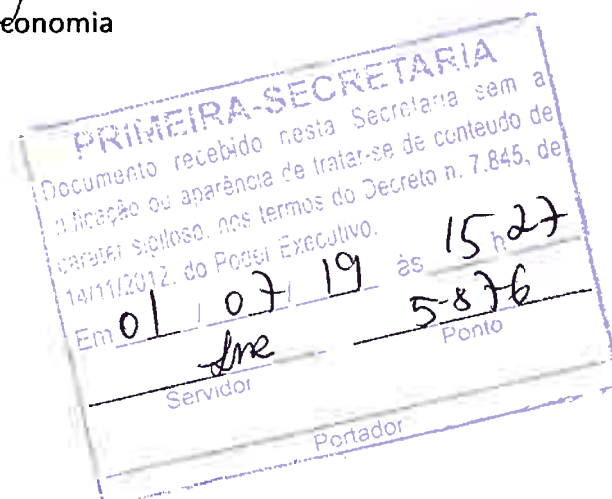 economia
PRIMEIRA-SECRETARIA
Documento recebido nesta Secretaria sem a
indicação ou aparência de tratar-se de conteúdo de
caráter sigiloso, nos termos do Decreto n. 7.845, de
14/11/2012, do Poder Executivo.
Em 01 / 07 / 19 às 15 h 27
5-876
Servidor Ponto
Portador